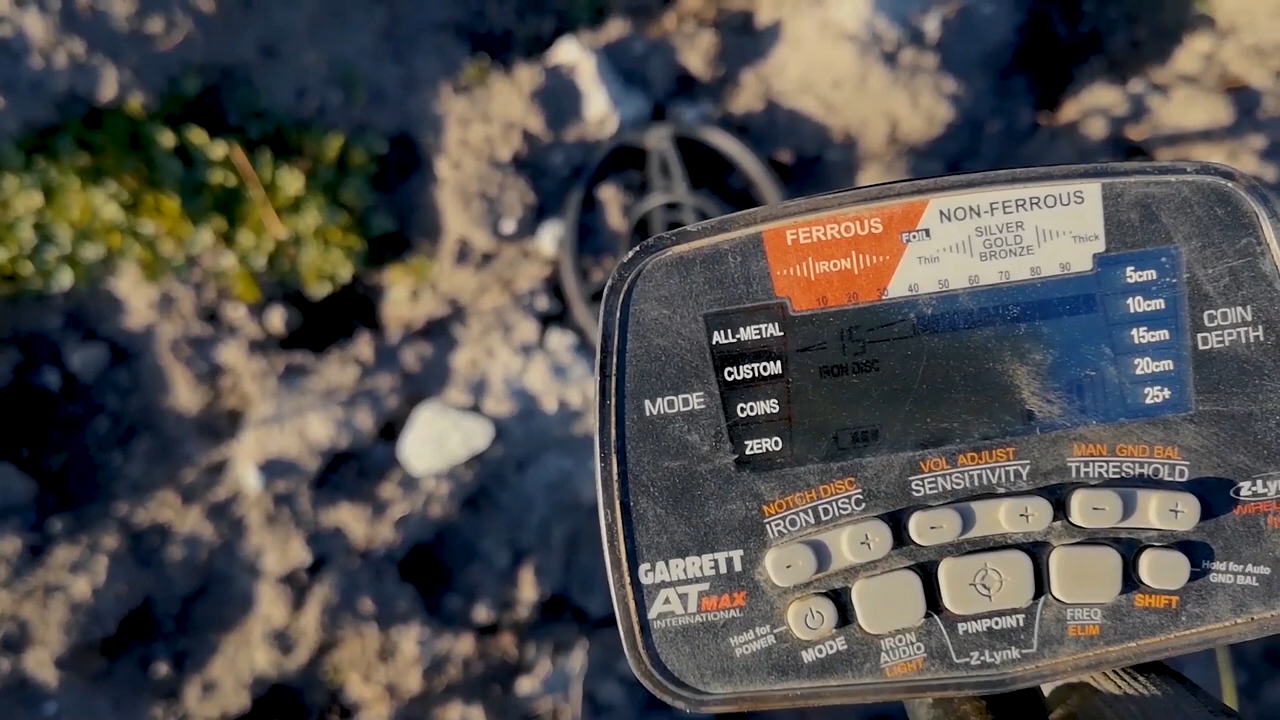 FERROUS
IRON
10 20 30
FOIL
NON-FERROUS
Thin
SILVER
GOLD
BRONZE
Thick
40 50 60 70 80 90
ALL-METAL
CUSTOM
COINS
ZERO
MODE
15
IRON DISC
5cm
10cm
15cm
20cm
25+
COIN
DEPTH
NOTCH DISC
IRON DISC
VOL ADJUST
SENSITIVITY
MAN GND BAL
THRESHOLD
- +
- +
- +
Z-Lynk
GARRETT
AT MAX
INTERNATIONAL
Hold for
POWER
MODE
IRON
AUDIO
LIGHT
PINPOINT
Z-Lynk
FREQ
ELIM
SHIFT
Hold for Auto
GND BAL